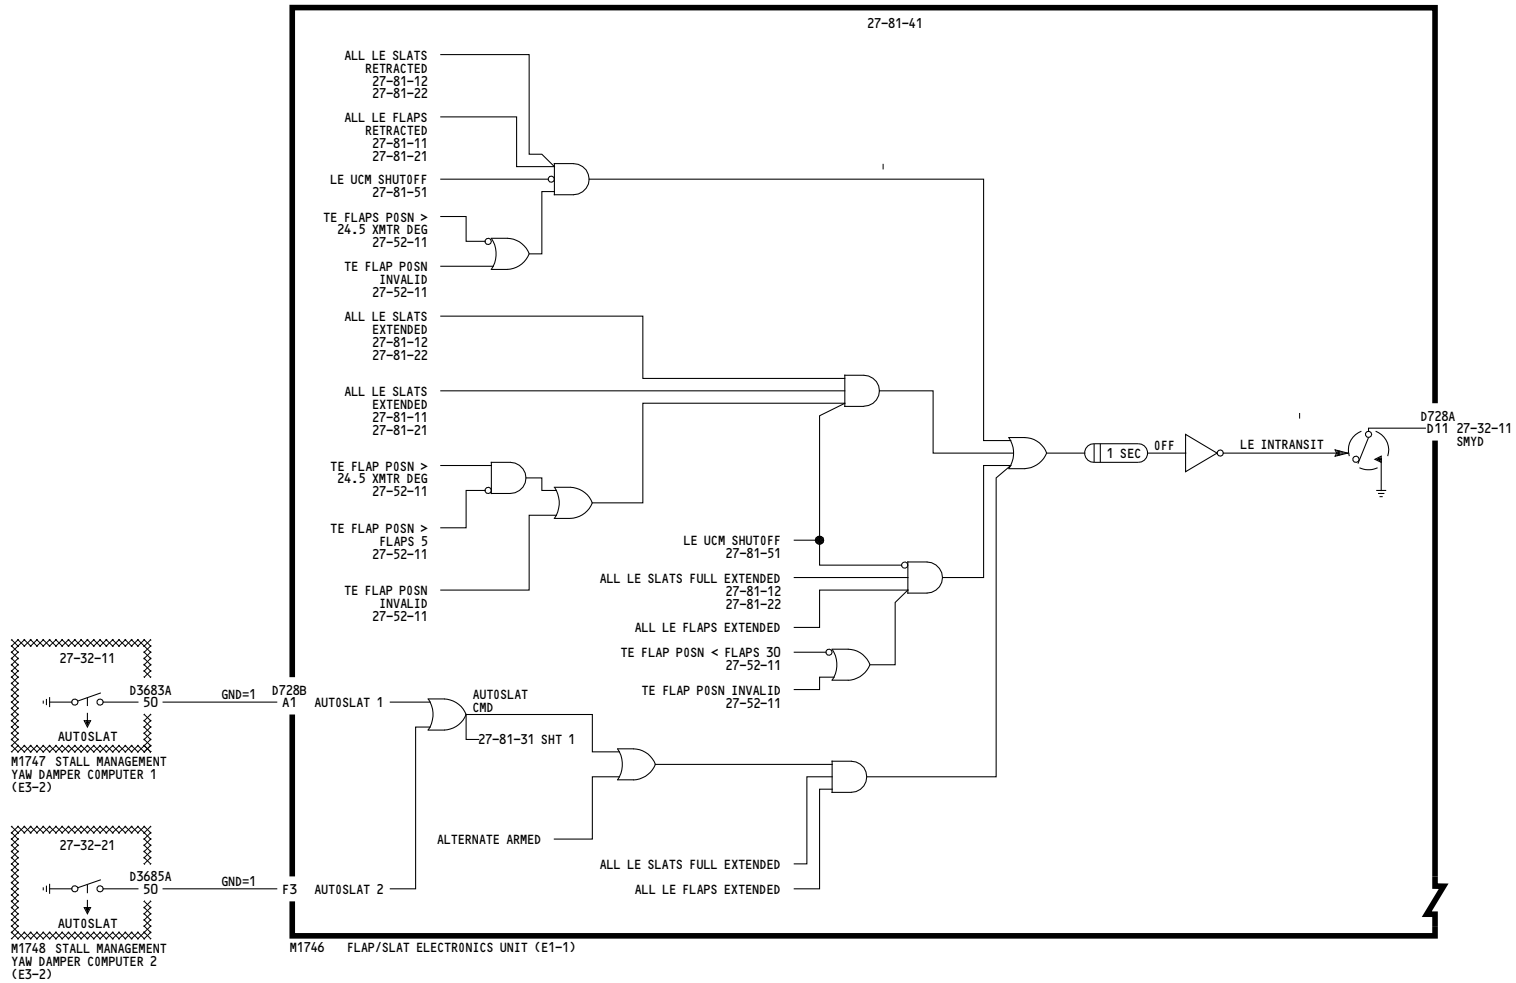 27-81-41
ALL LE SLATS
RETRACTED
27-81-12
27-81-22
ALL LE FLAPS
RETRACTED
27-81-11
27-81-21
LE UCM SHUTOFF
27-81-51
TE FLAPS POSN >
24.5 XMTR DEG
27-52-11
TE FLAP POSN
INVALID
27-52-11
ALL LE SLATS
EXTENDED
27-81-12
27-81-22
ALL LE SLATS
EXTENDED
27-81-11
27-81-21
TE FLAP POSN >
24.5 XMTR DEG
27-52-11
TE FLAP POSN >
FLAPS 5
27-52-11
TE FLAP POSN
INVALID
27-52-11
LE UCM SHUTOFF
27-81-51
ALL LE SLATS FULL EXTENDED
27-81-12
27-81-22
ALL LE FLAPS EXTENDED
TE FLAP POSN < FLAPS 30
27-52-11
TE FLAP POSN INVALID
27-52-11
1 SEC
OFF
LE INTRANSIT
D728A
D11 27-32-11
SMYD
27-32-11
D3683A
50
GND=1
D728B
A1
AUTOSLAT 1
AUTOSLAT
M1747 STALL MANAGEMENT
YAW DAMPER COMPUTER 1
(E3-2)
AUTOSLAT
CMD
27-81-31 SHT 1
ALTERNATE ARMED
ALL LE SLATS FULL EXTENDED
ALL LE FLAPS EXTENDED
27-32-21
D3685A
50
GND=1
F3
AUTOSLAT 2
AUTOSLAT
M1748 STALL MANAGEMENT
YAW DAMPER COMPUTER 2
(E3-2)
M1746 FLAP/SLAT ELECTRONICS UNIT (E1-1)